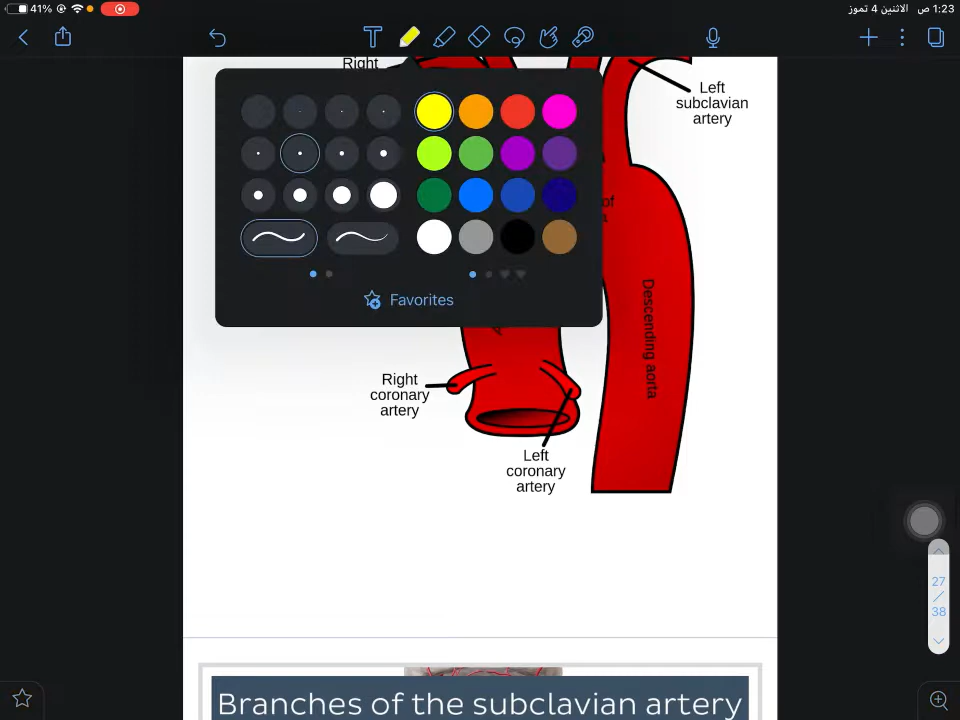 41%
1:23 ص الاثنين 4 تموز
T
Right
Left
subclavian
artery
of
Descending aorta
Favorites
Right
coronary
artery
Left
coronary
artery
27
/
38
Branches of the subclavian artery